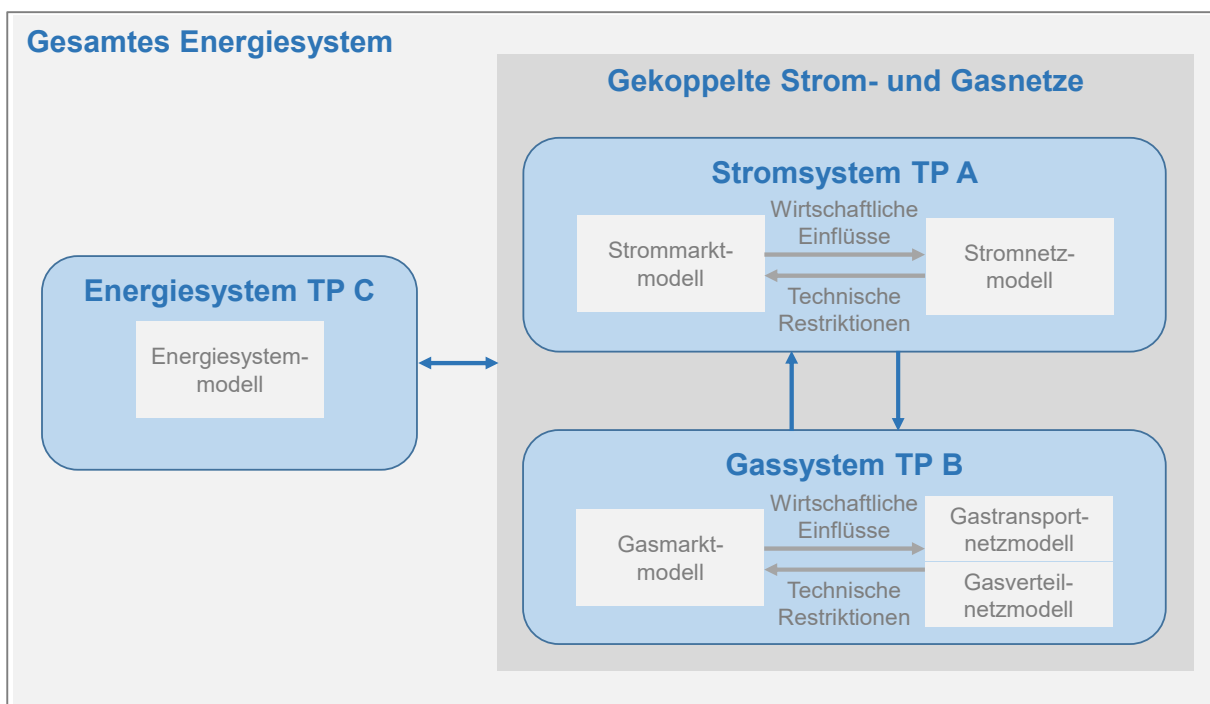 Gesamtes Energiesystem
Gekoppelte Strom- und Gasnetze
Stromsystem TP A
Strommarkt-
modell
Wirtschaftliche
Einflüsse
Technische
Restriktionen
Stromnetz-
modell
Energiesystem TP C
Energiesystem-
modell
Gassystem TP B
Gasmarkt-
modell
Wirtschaftliche
Einflüsse
Technische
Restriktionen
Gastransport-
netzmodell
Gasverteil-
netzmodell